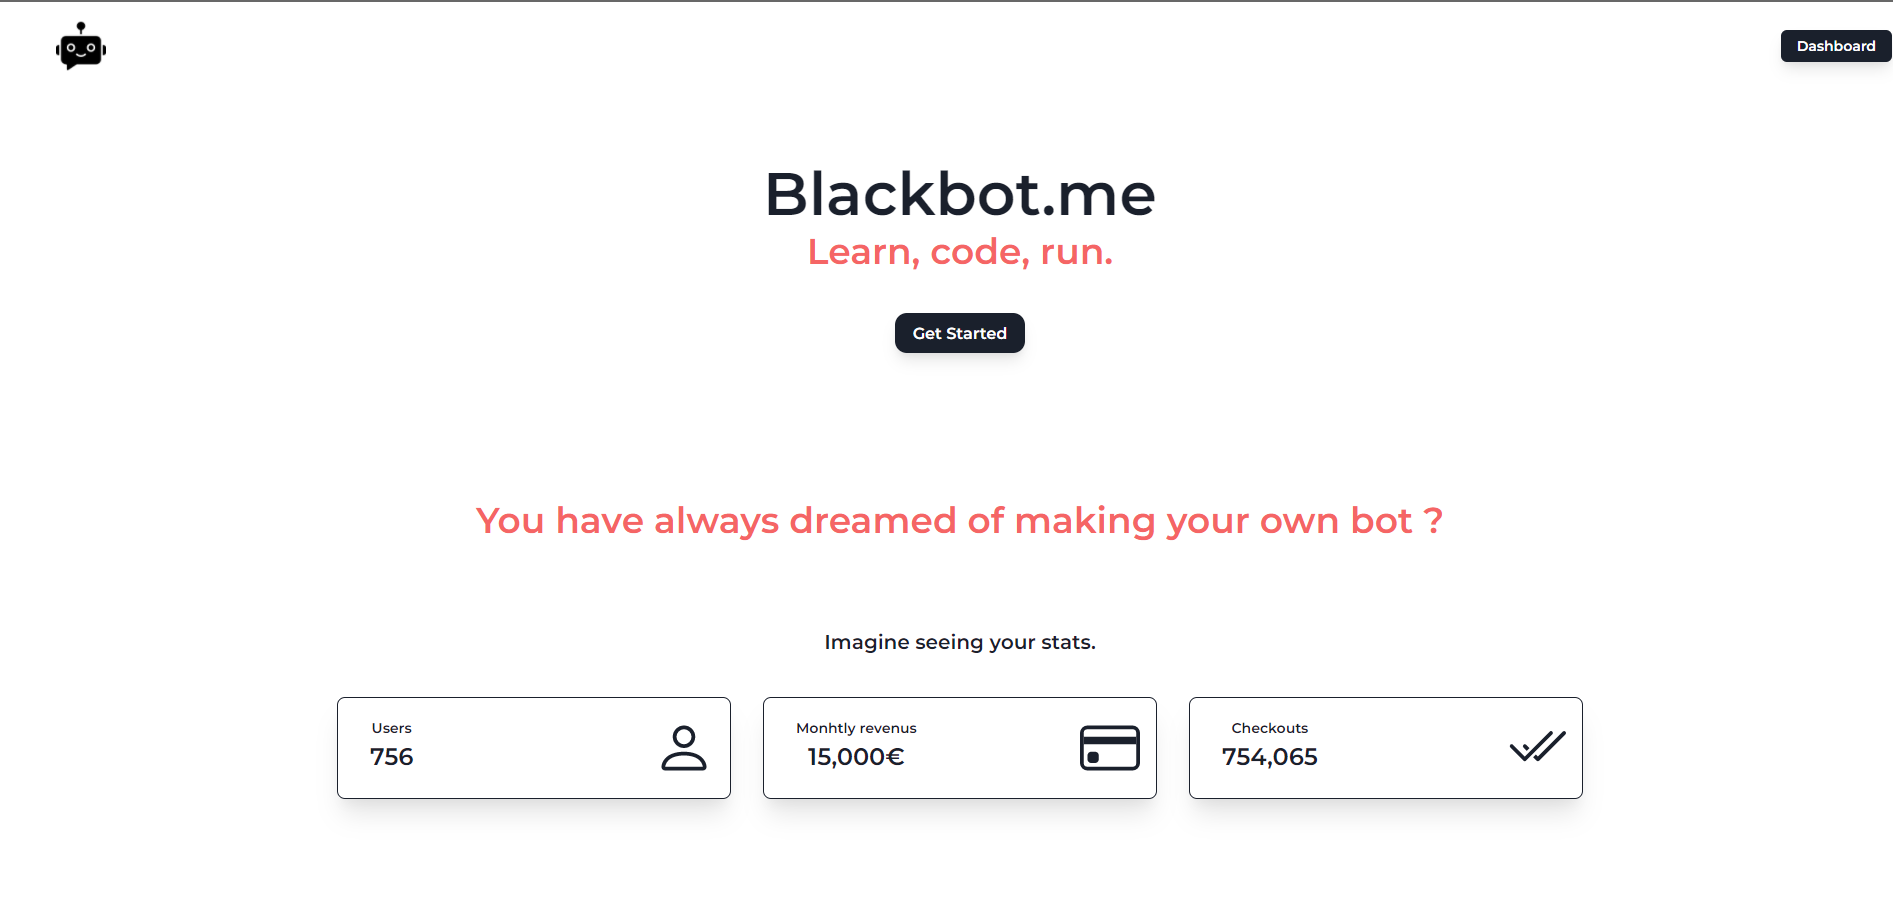 Dashboard
Blackbot.me
Learn, code, run.
Get Started
You have always dreamed of making your own bot ?
Imagine seeing your stats.
Users
756
Monhtly revenus
15,000€
Checkouts
754,065